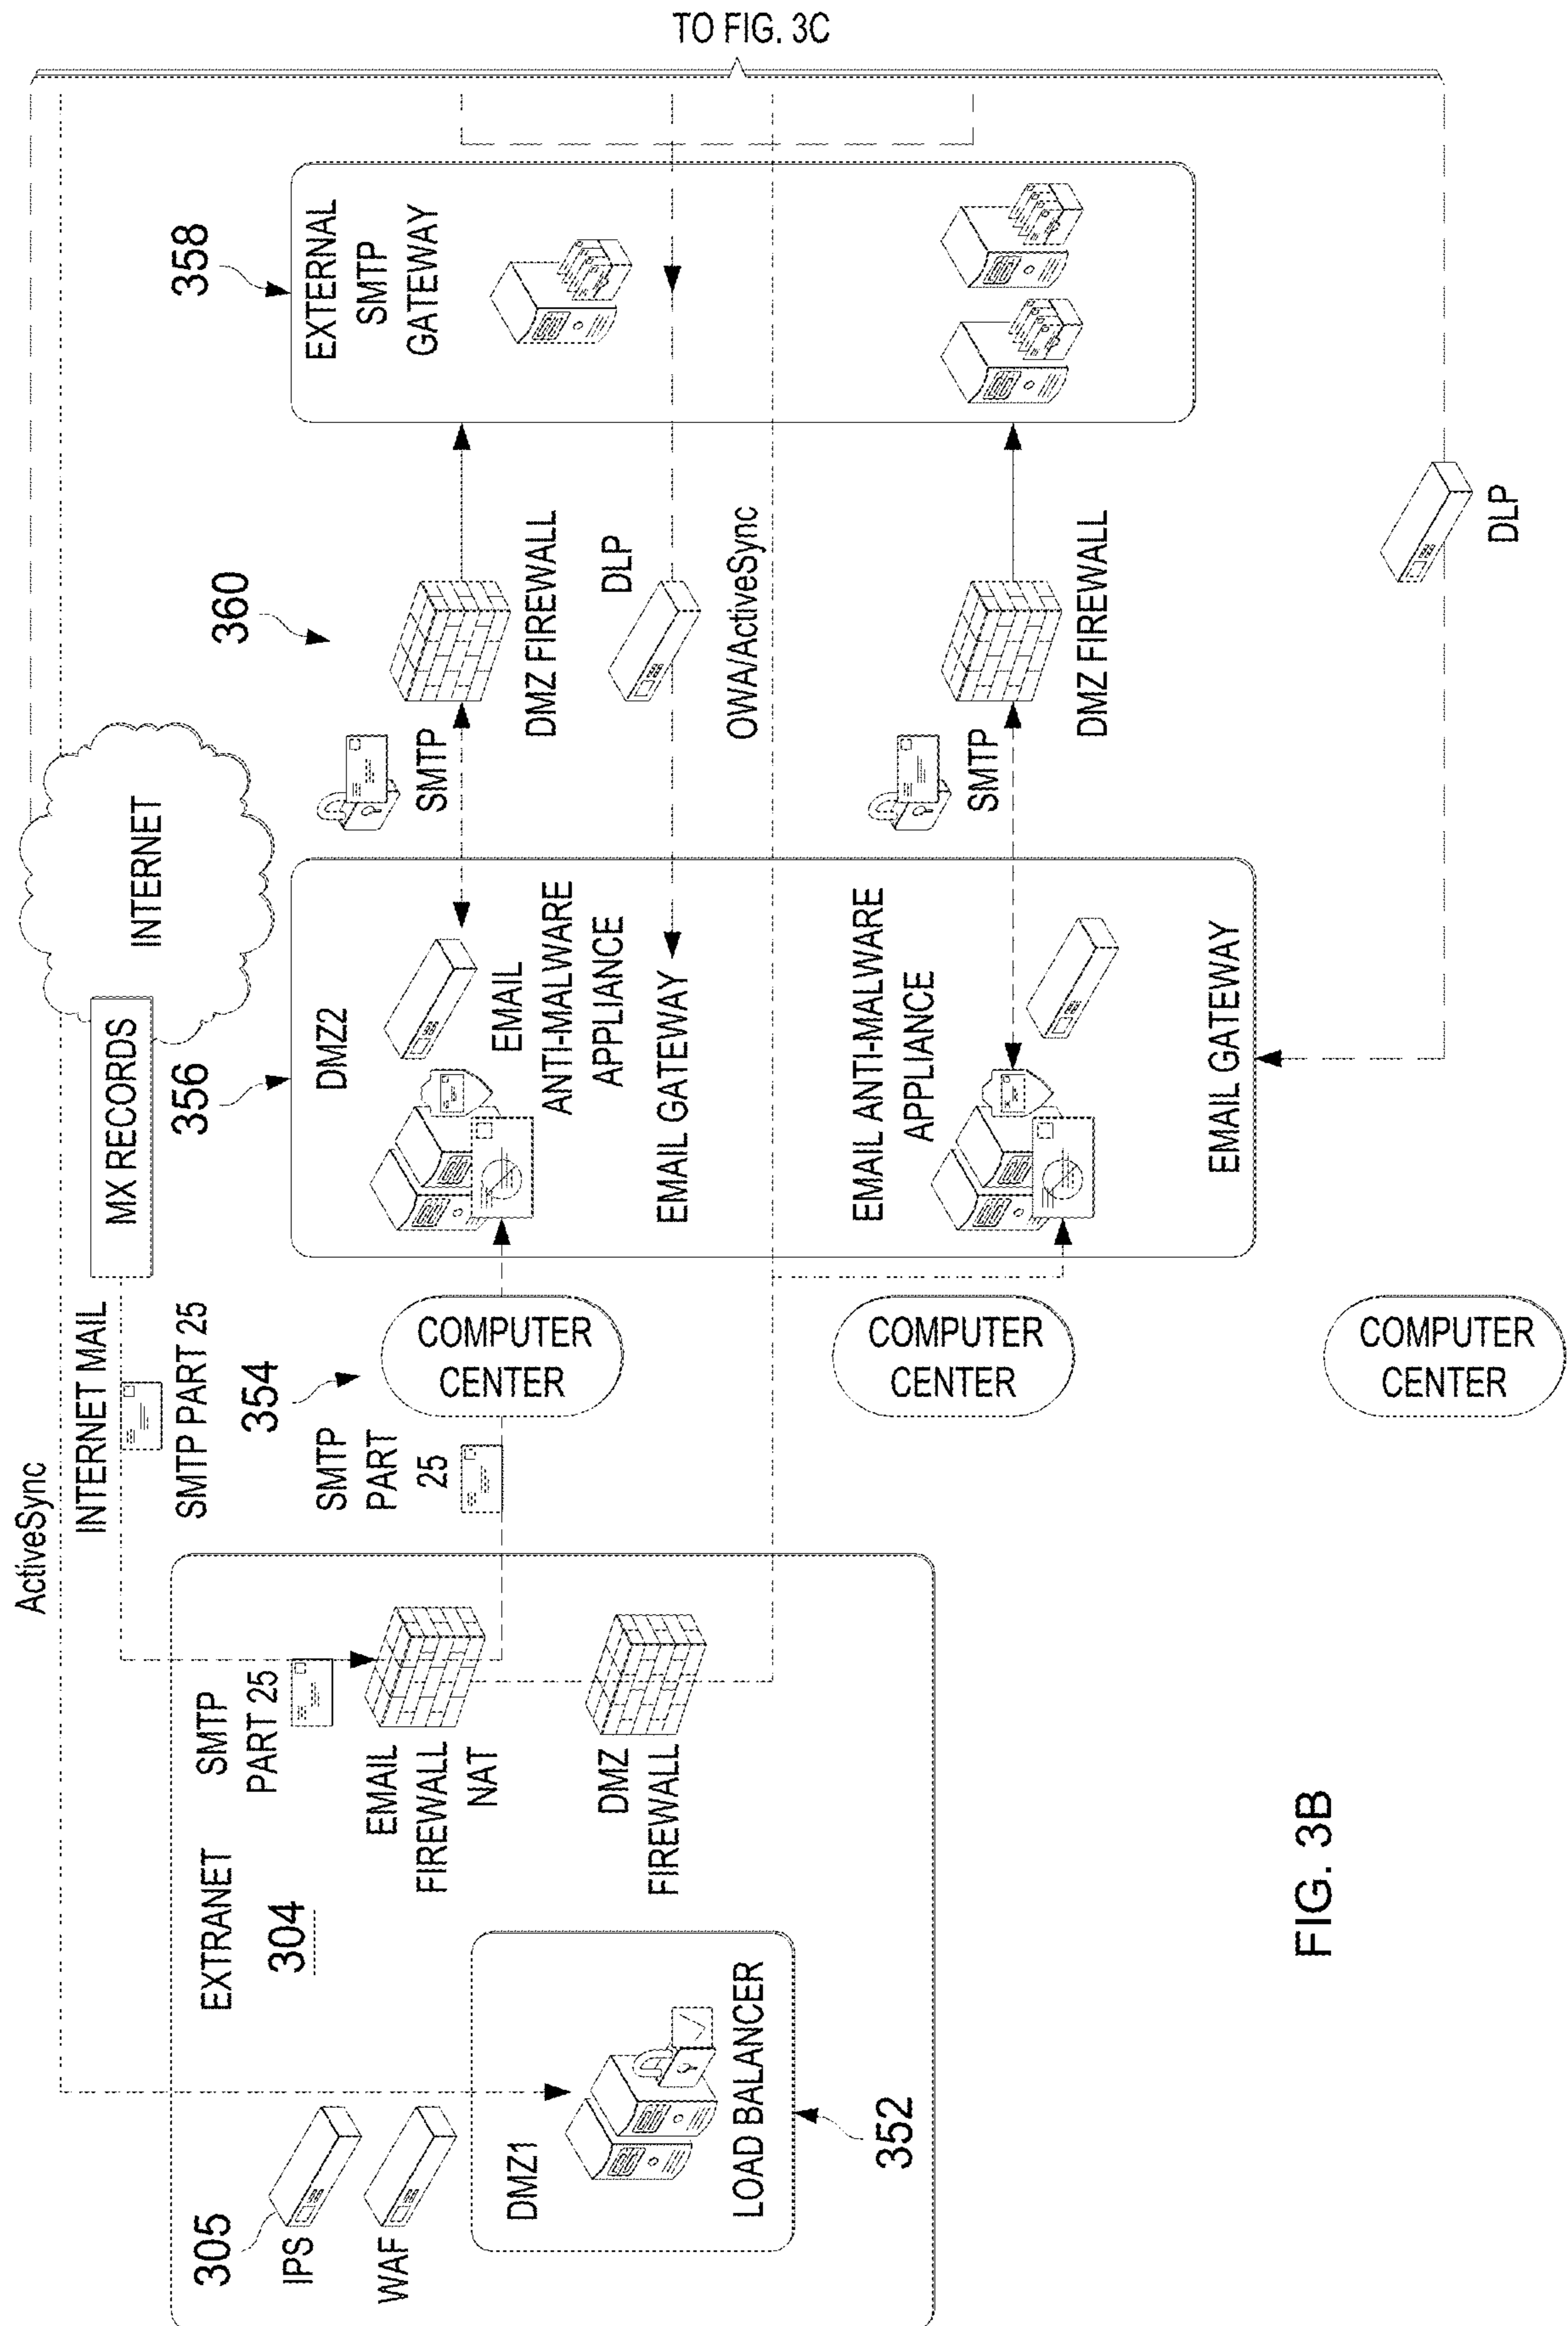 TO FIG. 3C
INTERNET
MX RECORDS
ActiveSync
INTERNET MAIL
SMTP PART 25
EXTRANET
304
305
IPS
WAF
SMTP
PART 25
EMAIL
FIREWALL
NAT
DMZ
FIREWALL
DMZ1
LOAD BALANCER
352
354
SMTP
PART
25
COMPUTER
CENTER
COMPUTER
CENTER
COMPUTER
CENTER
356
DMZ2
EMAIL
ANTI-MALWARE
APPLIANCE
EMAIL GATEWAY
EMAIL ANTI-MALWARE
APPLIANCE
EMAIL GATEWAY
360
SMTP
DMZ FIREWALL
DLP
OWA/ActiveSync
SMTP
DMZ FIREWALL
DLP
358
EXTERNAL
SMTP
GATEWAY
FIG. 3B